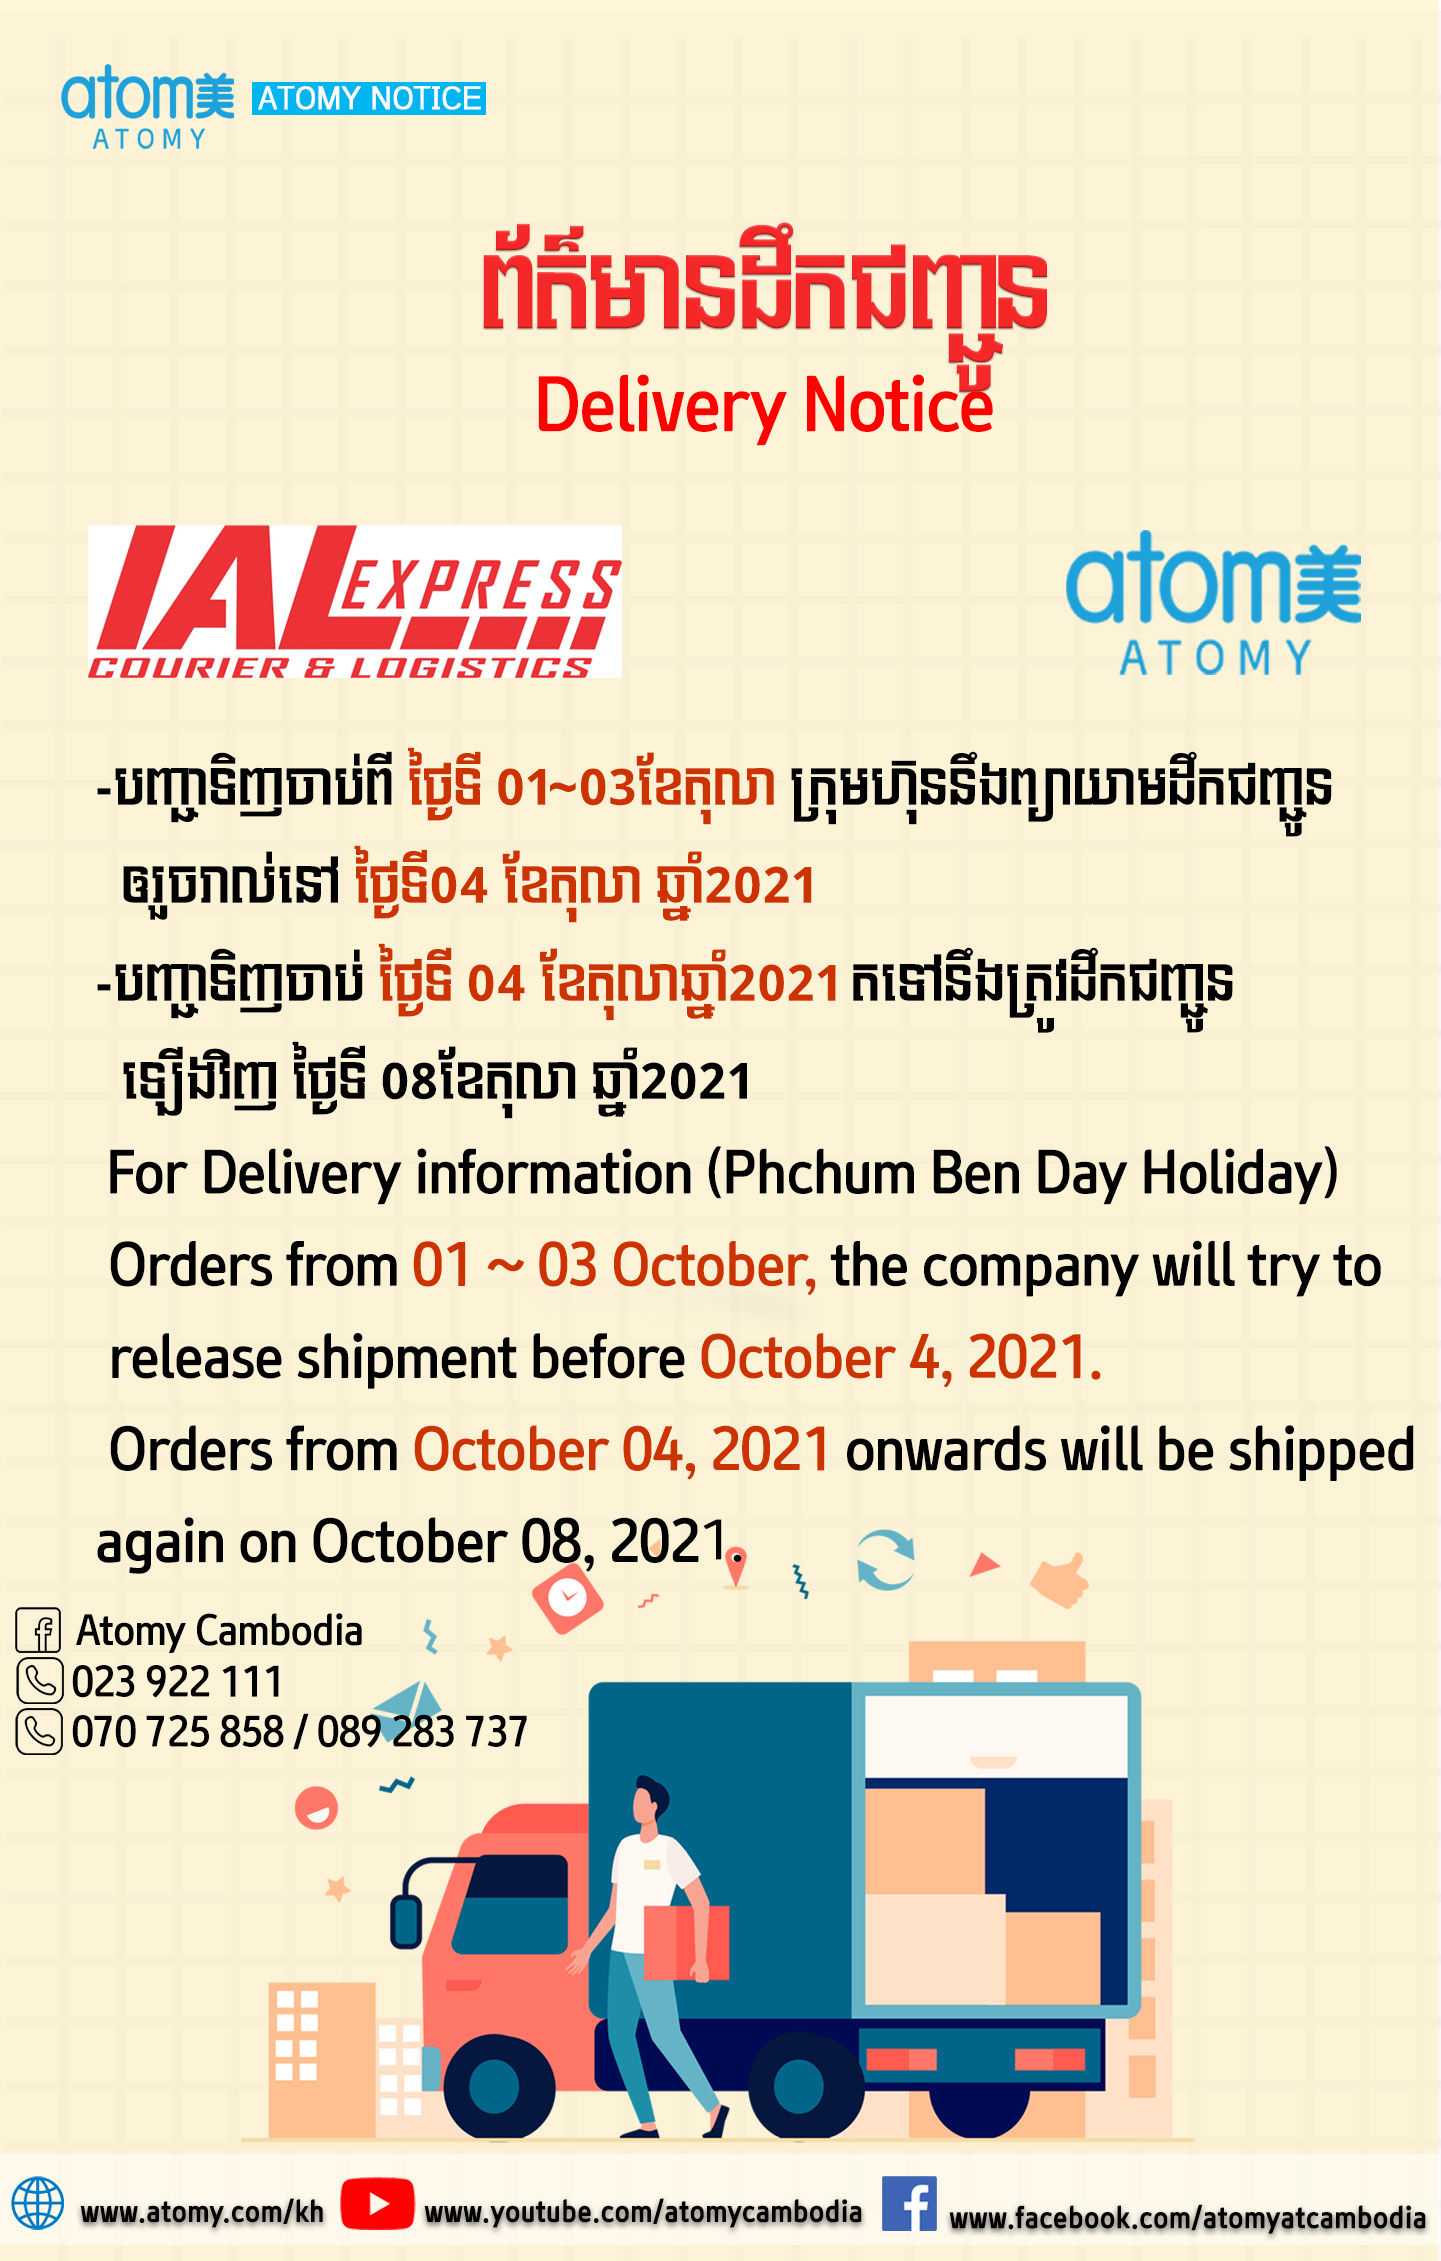 atom美 ATOMY NOTICE
ATOMY
ព័ត៌មានដឹកជញ្ជូន
Delivery Notice
IAL EXPRESS
COURIER & LOGISTICS
atom美
ATOMY
-បញ្ជាទិញចាប់ពី ថ្ងៃទី 01~03ខែតុលា ក្រុមហ៊ុននឹងព្យាយាមដឹកជញ្ជូន
ឲរួចរាល់នៅ ថ្ងៃទី04 ខែតុលា ឆ្នាំ2021
-បញ្ជាទិញចាប់ ថ្ងៃទី 04 ខែតុលាឆ្នាំ2021 តទៅនឹងត្រូវដឹកជញ្ជូន
ឡើងវិញ ថ្ងៃទី 08ខែតុលា ឆ្នាំ2021
For Delivery information (Phchum Ben Day Holiday)
Orders from 01 ~ 03 October, the company will try to
release shipment before October 4, 2021.
Orders from October 04, 2021 onwards will be shipped
again on October 08, 2021.
Atomy Cambodia
023 922 111
070 725 858 / 089 283 737
www.atomy.com/kh www.youtube.com/atomycambodia www.facebook.com/atomyatcambodia